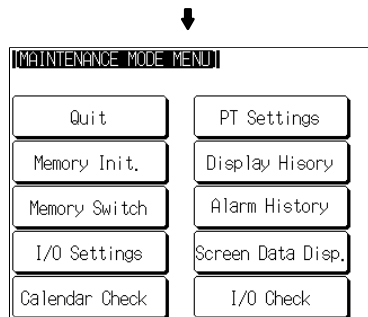 [MAINTENANCE MODE MENU]
Quit
PT Settings
Memory Init.
Display Hisory
Memory Switch
Alarm History
I/O Settings
Screen Data Disp.
Calendar Check
I/O Check